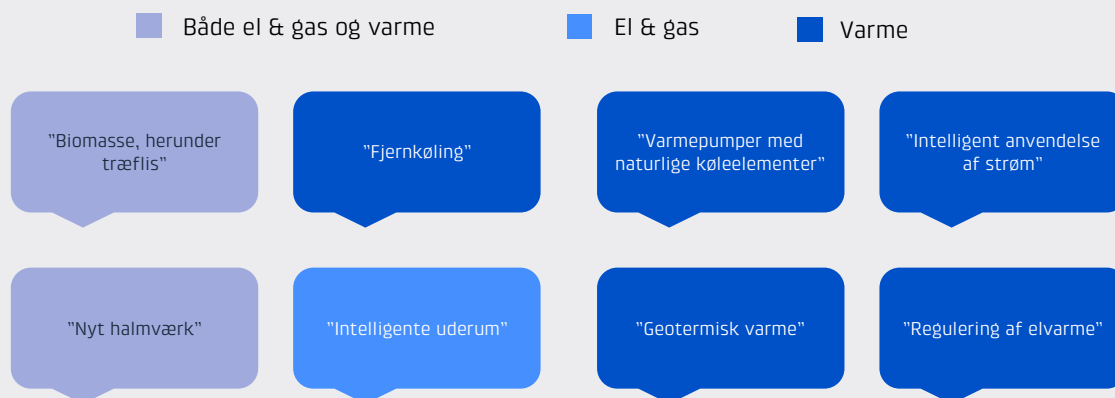 Både el & gas og varme
El & gas
Varme
”Biomasse, herunder
træflis”
”Fjernkøling”
”Varmepumper med
naturlige køleelementer”
”Intelligent anvendelse
af strøm”
”Nyt halmværk”
”Intelligente uderum”
”Geotermisk varme”
”Regulering af elvarme”